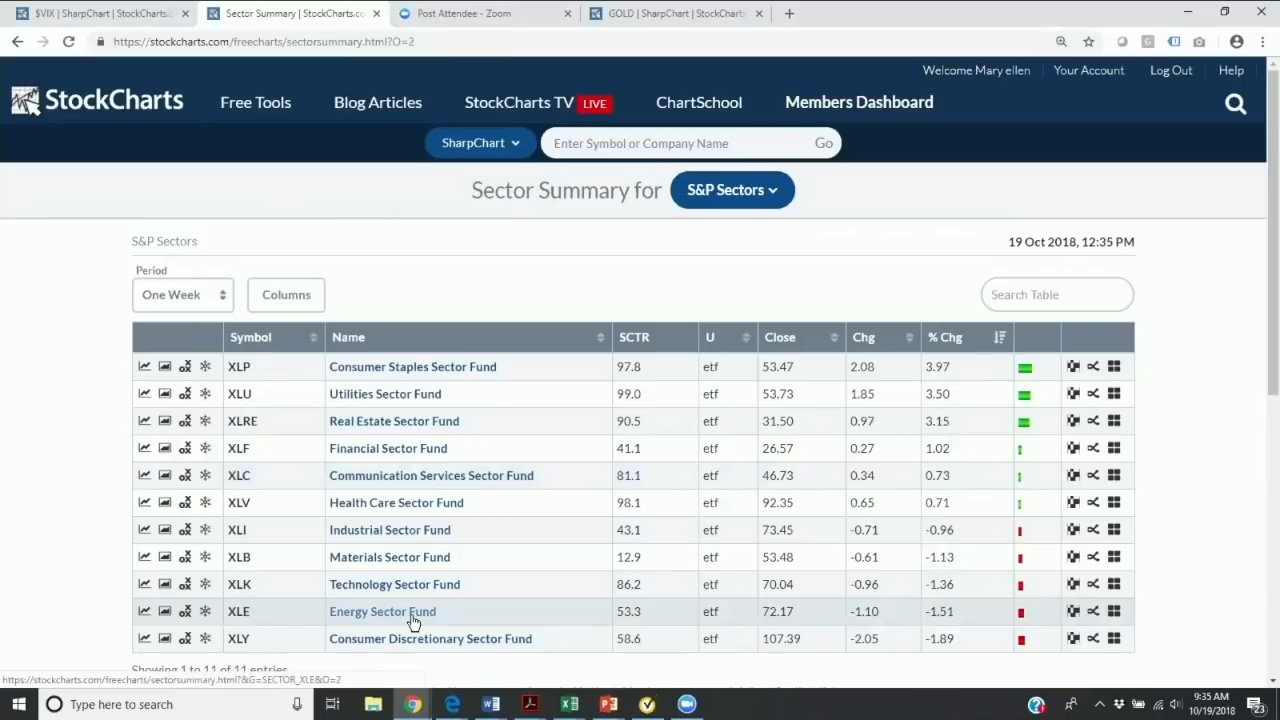 $VIX | SharpChart | StockCharts.
Sector Summary | StockCharts.co
Post Attendee - Zoom
GOLD | SharpChart | StockCharts
https://stockcharts.com/freecharts/sectorsummary.html?O=2
Welcome Mary ellen
Your Account
Log Out
Help
StockCharts
Free Tools
Blog Articles
StockCharts TV LIVE
ChartSchool
Members Dashboard
SharpChart
Enter Symbol or Company Name
Go
Sector Summary for S&P Sectors
S&P Sectors
19 Oct 2018, 12:35 PM
Period
One Week
Columns
Search Table
Symbol Name SCTR U Close Chg % Chg
XLP Consumer Staples Sector Fund 97.8 etf 53.47 2.08 3.97
XLU Utilities Sector Fund 99.0 etf 53.73 1.85 3.50
XLRE Real Estate Sector Fund 90.5 etf 31.50 0.97 3.15
XLF Financial Sector Fund 41.1 etf 26.57 0.27 1.02
XLC Communication Services Sector Fund 81.1 etf 46.73 0.34 0.73
XLV Health Care Sector Fund 98.1 etf 92.35 0.65 0.71
XLI Industrial Sector Fund 43.1 etf 73.45 -0.71 -0.96
XLB Materials Sector Fund 12.9 etf 53.48 -0.61 -1.13
XLK Technology Sector Fund 86.2 etf 70.04 -0.96 -1.36
XLE Energy Sector Fund 53.3 etf 72.17 -1.10 -1.51
XLY Consumer Discretionary Sector Fund 58.6 etf 107.39 -2.05 -1.89
Showing 1 to 11 of 11 entries
https://stockcharts.com/freecharts/sectorsummary.html?&G=SECTOR_XLE&O=2
Type here to search
9:35 AM
10/19/2018
23